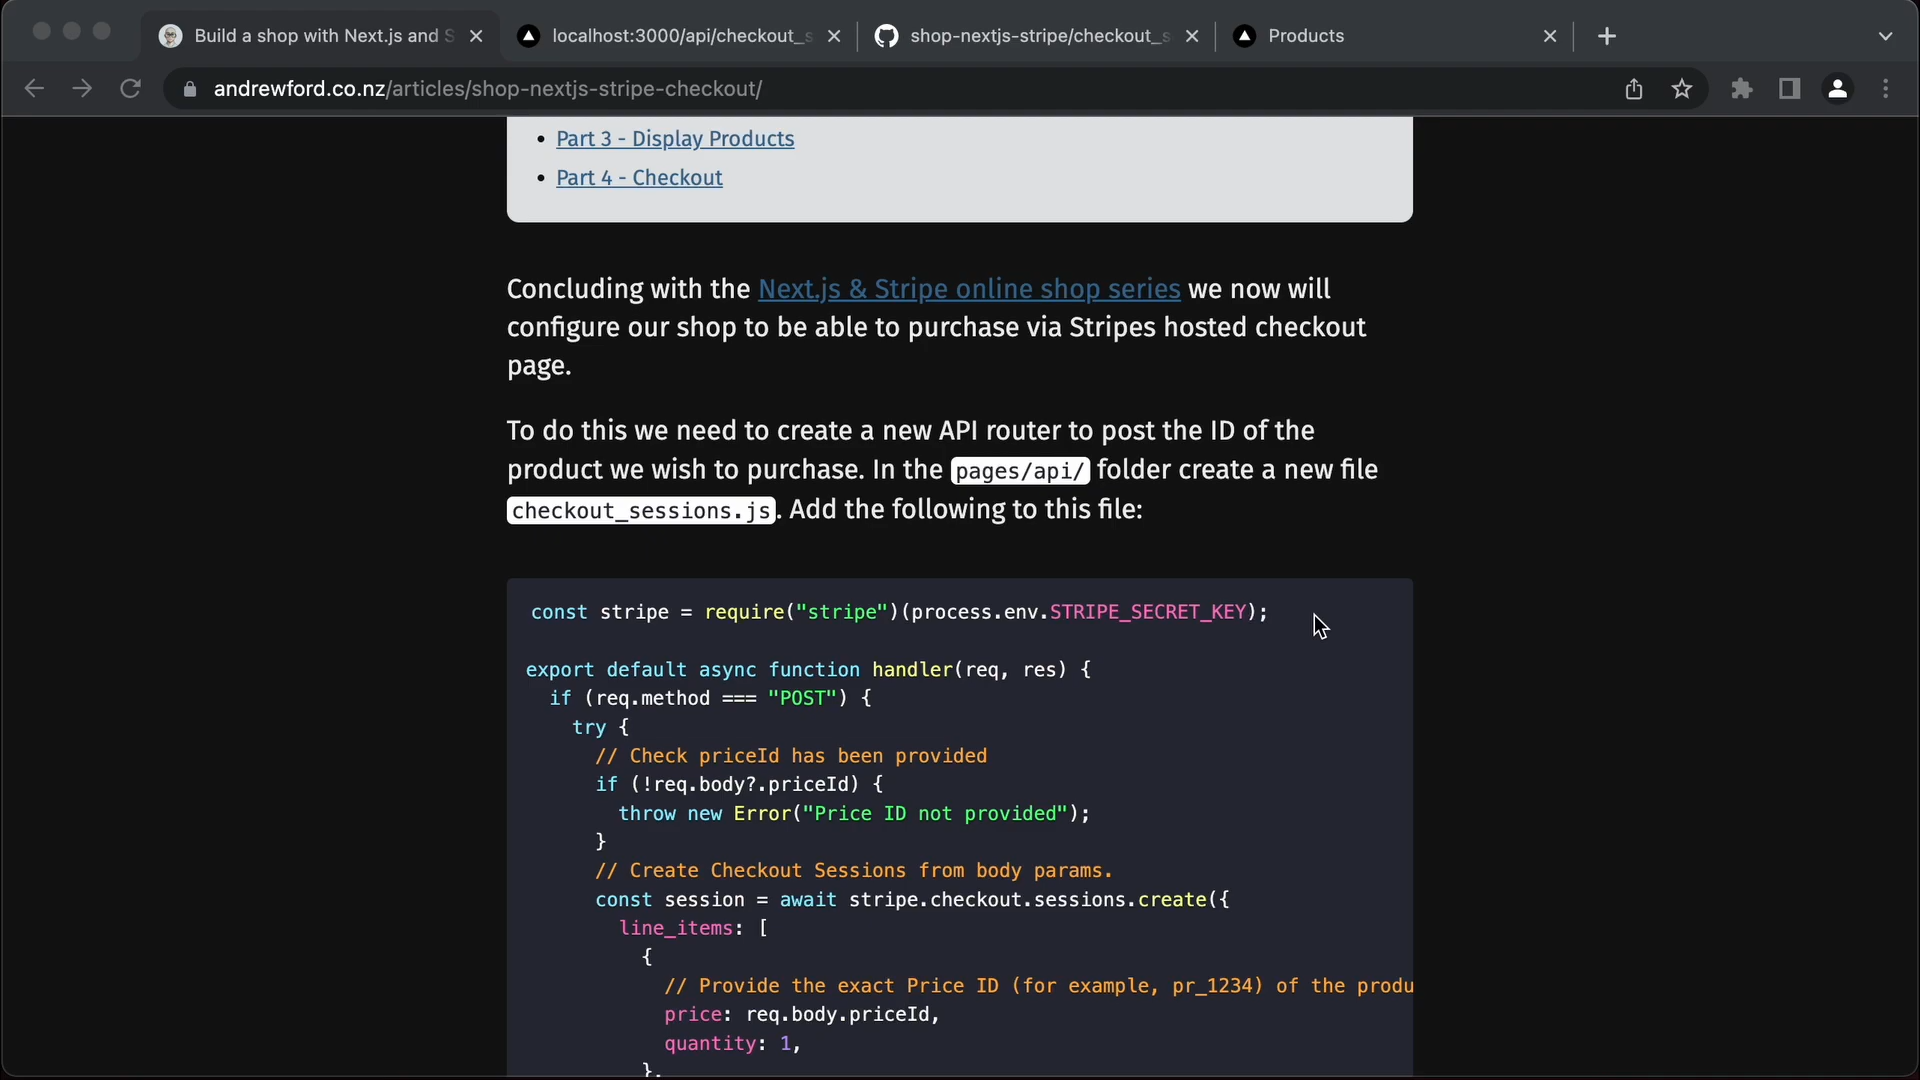 Build a shop with Next.js and S
localhost:3000/api/checkout_s
shop-nextjs-stripe/checkout_s
Products
andrewford.co.nz/articles/shop-nextjs-stripe-checkout/
• Part 3 - Display Products
• Part 4 - Checkout
Concluding with the Next.js & Stripe online shop series we now will
configure our shop to be able to purchase via Stripes hosted checkout
page.
To do this we need to create a new API router to post the ID of the
product we wish to purchase. In the pages/api/ folder create a new file
checkout_sessions.js. Add the following to this file:
const stripe = require("stripe")(process.env.STRIPE_SECRET_KEY);
export default async function handler(req, res) {
if (req.method === "POST") {
try {
// Check priceId has been provided
if (!req.body?.priceId) {
throw new Error("Price ID not provided");
}
// Create Checkout Sessions from body params.
const session = await stripe.checkout.sessions.create({
line_items: [
{
// Provide the exact Price ID (for example, pr_1234) of the produ
price: req.body.priceId,
quantity: 1,
},